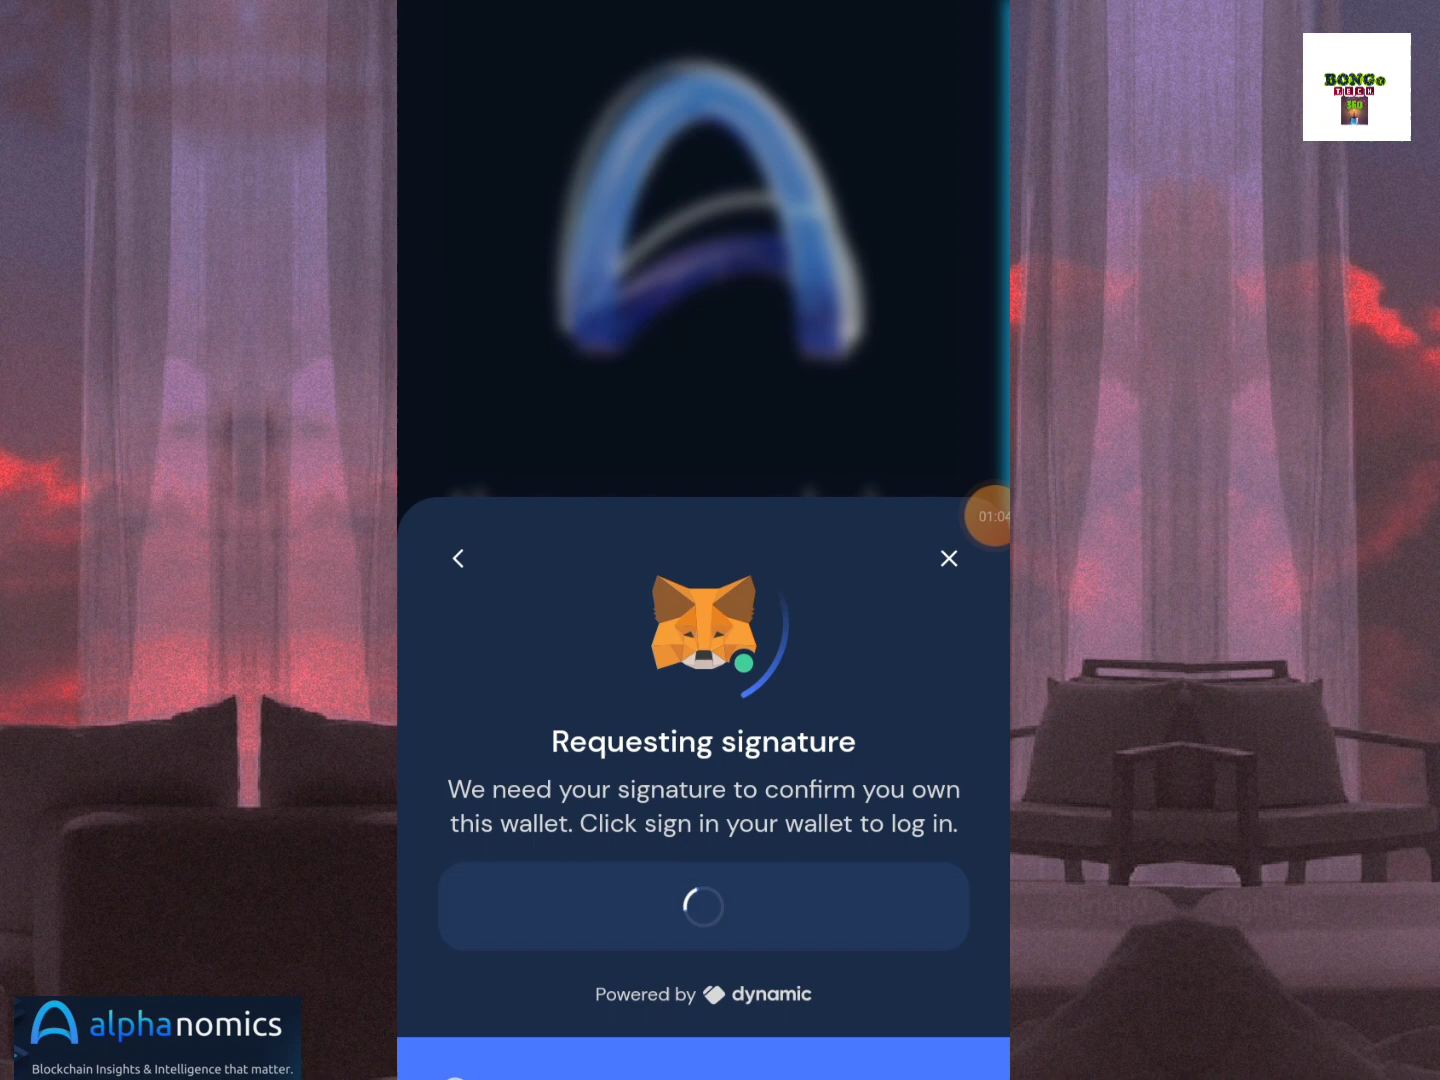 BONGO
TECH
360
01:04
Requesting signature
We need your signature to confirm you own
this wallet. Click sign in your wallet to log in.
Powered by dynamic
alphanomics
Blockchain Insights & Intelligence that matter.